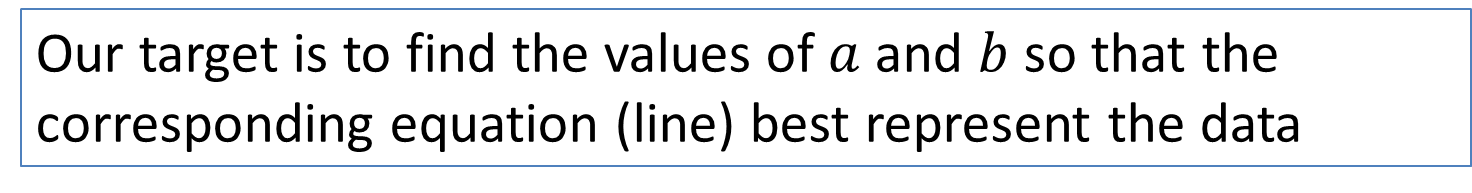 Our target is to find the values of a and b so that the
corresponding equation (line) best represent the data